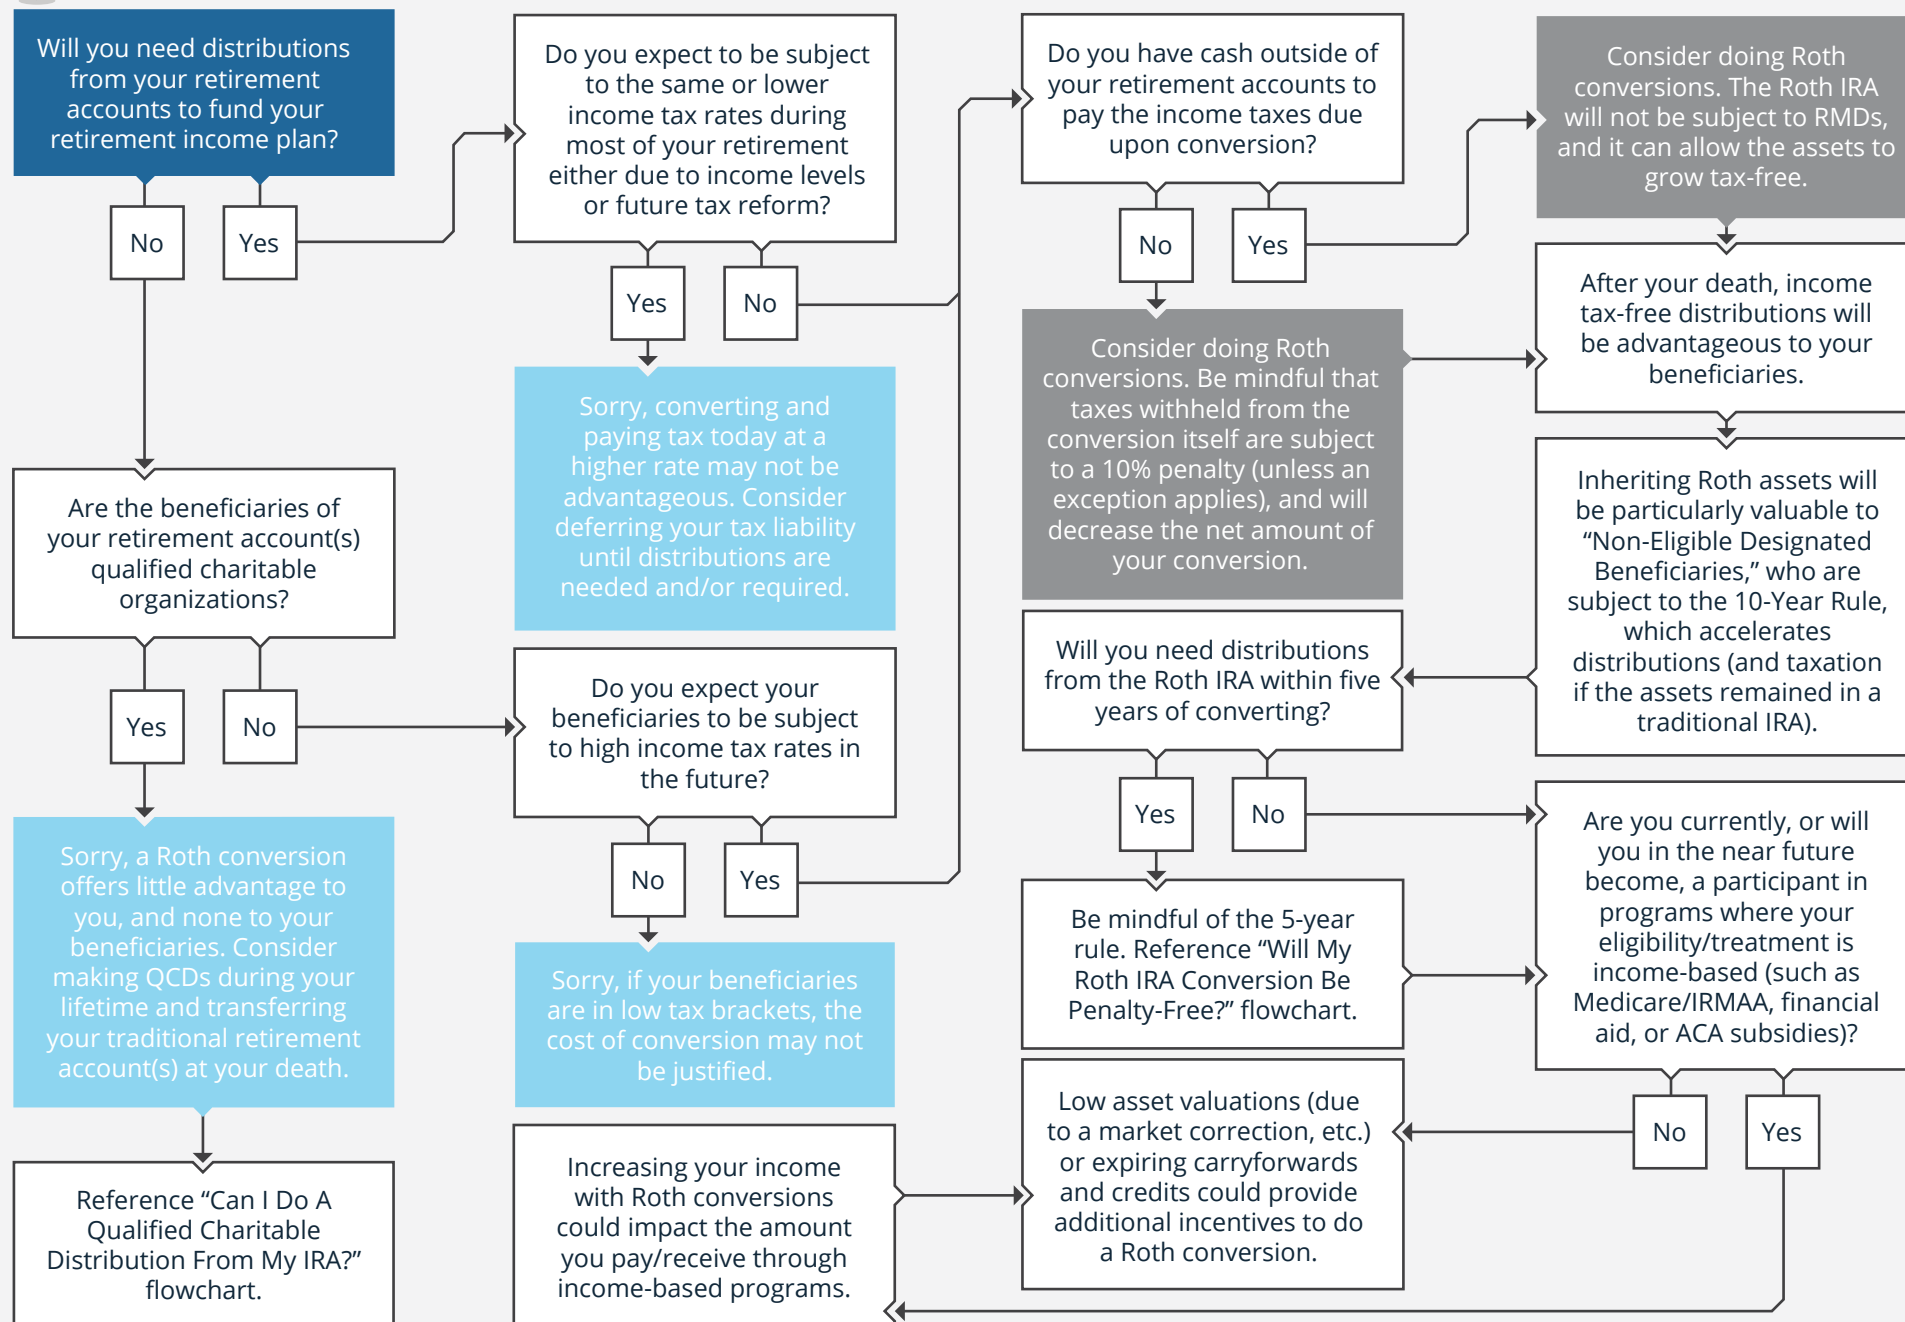 Will you need distributions
from your retirement
accounts to fund your
retirement income plan?
No
Yes
Are the beneficiaries of
your retirement account(s)
qualified charitable
organizations?
Yes
No
Sorry, a Roth conversion
offers little advantage to
you, and none to your
beneficiaries. Consider
making QCDs during your
lifetime and transferring
your traditional retirement
account(s) at your death.
Reference “Can I Do A
Qualified Charitable
Distribution From My IRA?”
flowchart.
Do you expect to be subject
to the same or lower
income tax rates during
most of your retirement
either due to income levels
or future tax reform?
Yes
No
Sorry, converting and
paying tax today at a
higher rate may not be
advantageous. Consider
deferring your tax liability
until distributions are
needed and/or required.
Do you expect your
beneficiaries to be subject
to high income tax rates in
the future?
No
Yes
Sorry, if your beneficiaries
are in low tax brackets, the
cost of conversion may not
be justified.
Increasing your income
with Roth conversions
could impact the amount
you pay/receive through
income-based programs.
Do you have cash outside of
your retirement accounts to
pay the income taxes due
upon conversion?
No
Yes
Consider doing Roth
conversions. Be mindful that
taxes withheld from the
conversion itself are subject
to a 10% penalty (unless an
exception applies), and will
decrease the net amount of
your conversion.
Will you need distributions
from the Roth IRA within five
years of converting?
Yes
No
Be mindful of the 5-year
rule. Reference “Will My
Roth IRA Conversion Be
Penalty-Free?” flowchart.
Low asset valuations (due
to a market correction, etc.)
or expiring carryforwards
and credits could provide
additional incentives to do
a Roth conversion.
Consider doing Roth
conversions. The Roth IRA
will not be subject to RMDs,
and it can allow the assets to
grow tax-free.
After your death, income
tax-free distributions will
be advantageous to your
beneficiaries.
Inheriting Roth assets will
be particularly valuable to
“Non-Eligible Designated
Beneficiaries,” who are
subject to the 10-Year Rule,
which accelerates
distributions (and taxation
if the assets remained in a
traditional IRA).
Are you currently, or will
you in the near future
become, a participant in
programs where your
eligibility/treatment is
income-based (such as
Medicare/IRMAA, financial
aid, or ACA subsidies)?
No
Yes